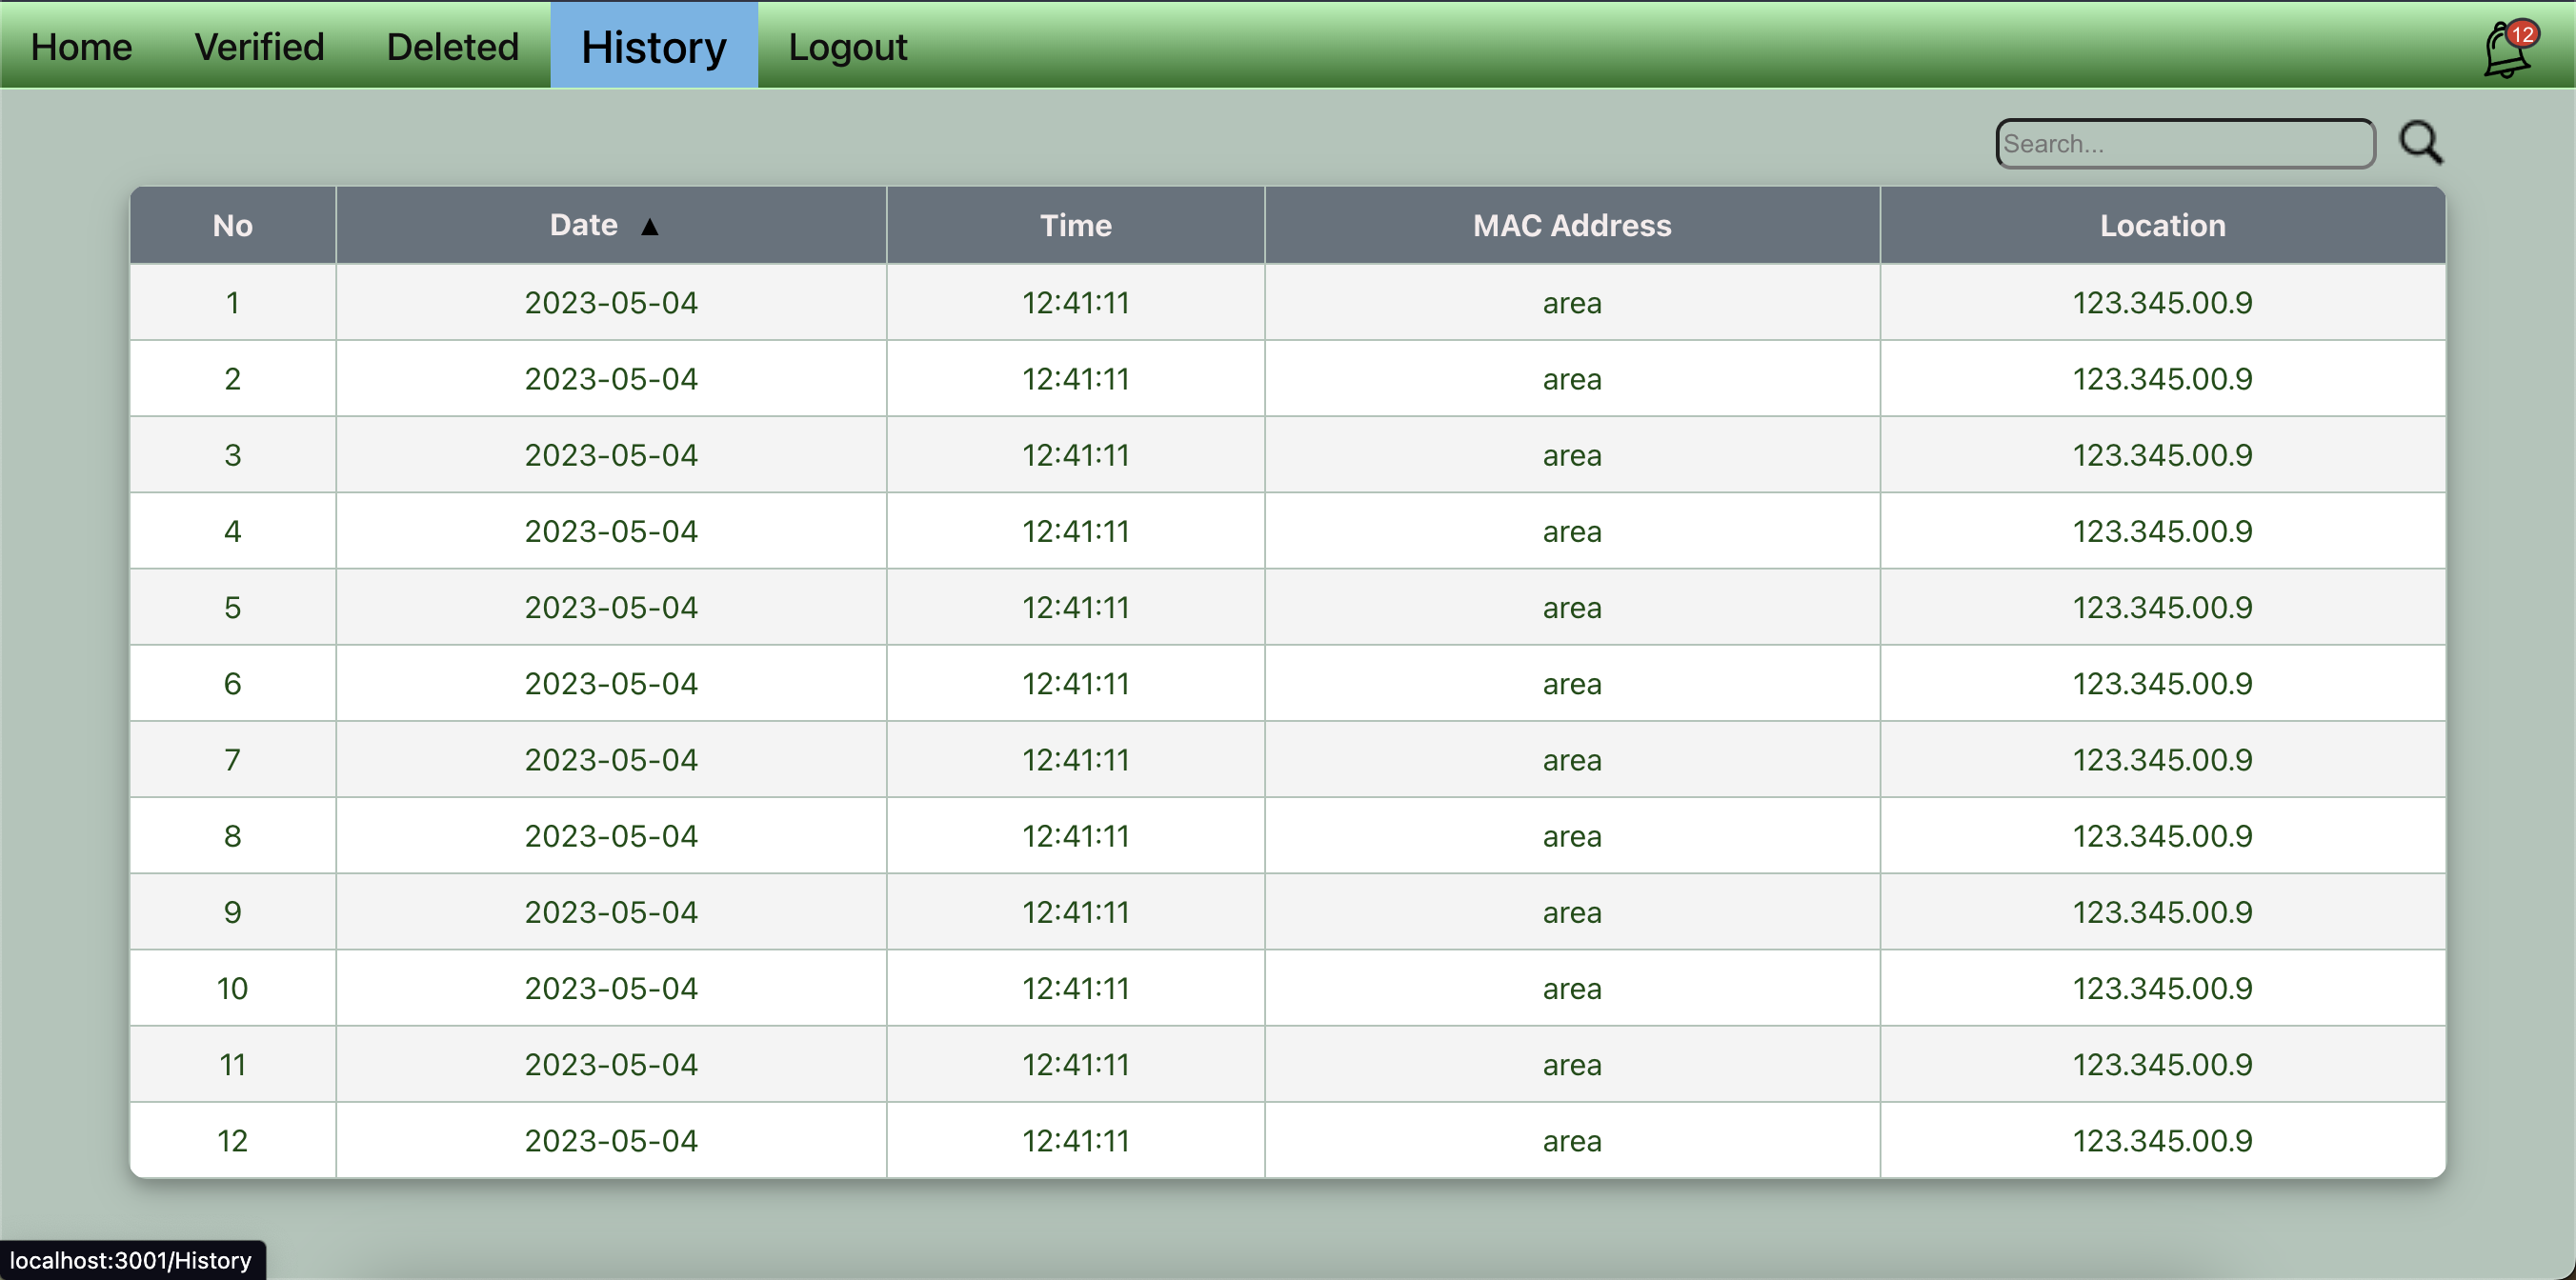 Home Verified Deleted History Logout 12
Search...
No Date ▲ Time MAC Address Location
1 2023-05-04 12:41:11 area 123.345.00.9
2 2023-05-04 12:41:11 area 123.345.00.9
3 2023-05-04 12:41:11 area 123.345.00.9
4 2023-05-04 12:41:11 area 123.345.00.9
5 2023-05-04 12:41:11 area 123.345.00.9
6 2023-05-04 12:41:11 area 123.345.00.9
7 2023-05-04 12:41:11 area 123.345.00.9
8 2023-05-04 12:41:11 area 123.345.00.9
9 2023-05-04 12:41:11 area 123.345.00.9
10 2023-05-04 12:41:11 area 123.345.00.9
11 2023-05-04 12:41:11 area 123.345.00.9
12 2023-05-04 12:41:11 area 123.345.00.9
localhost:3001/History